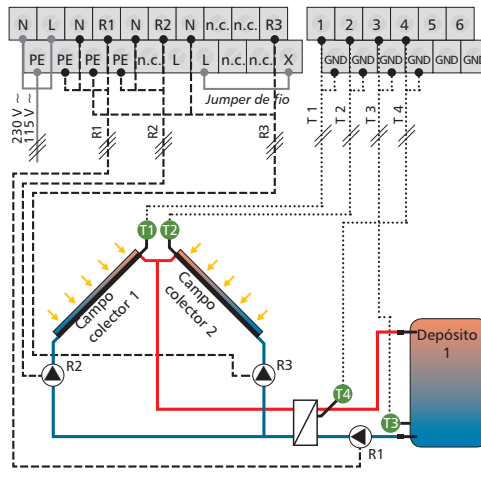 N L N R1 N R2 N n.c. n.c. R3
1 2 3 4 5 6
PE PE PE n.c. L L n.c. n.c. X
GND GND GND GND GND GND
Jumper de fio
230 V ~
115 V ~
R1
R2
R3
T 1
T 2
T 3
T 4
T1 T2
Campo
colector 1
Campo
colector 2
R2
R3
T4
Depósito
1
T3
R1